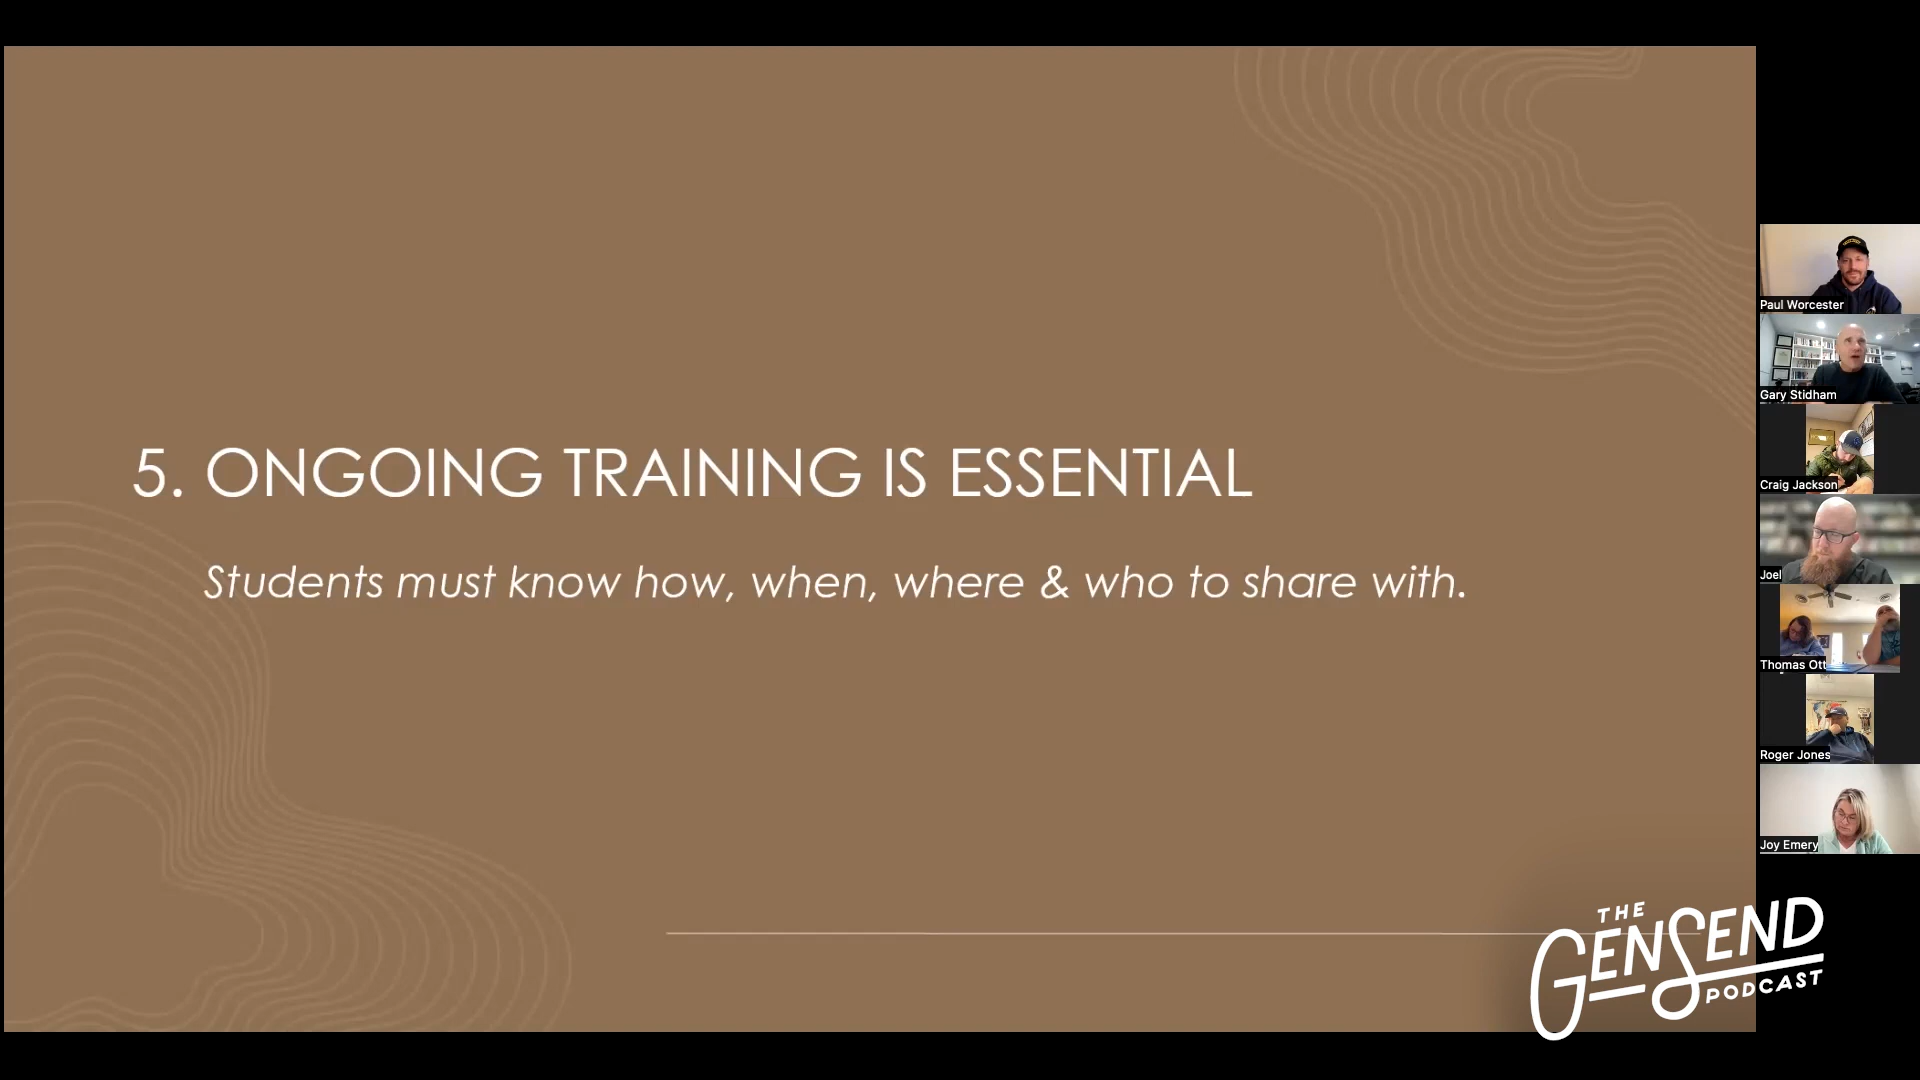 5. ONGOING TRAINING IS ESSENTIAL
Students must know how, when, where & who to share with.
Paul Worcester
Gary Stidham
Craig Jackson
Joel
Thomas Ott
Roger Jones
Joy Emery
THE
GENSEND
PODCAST